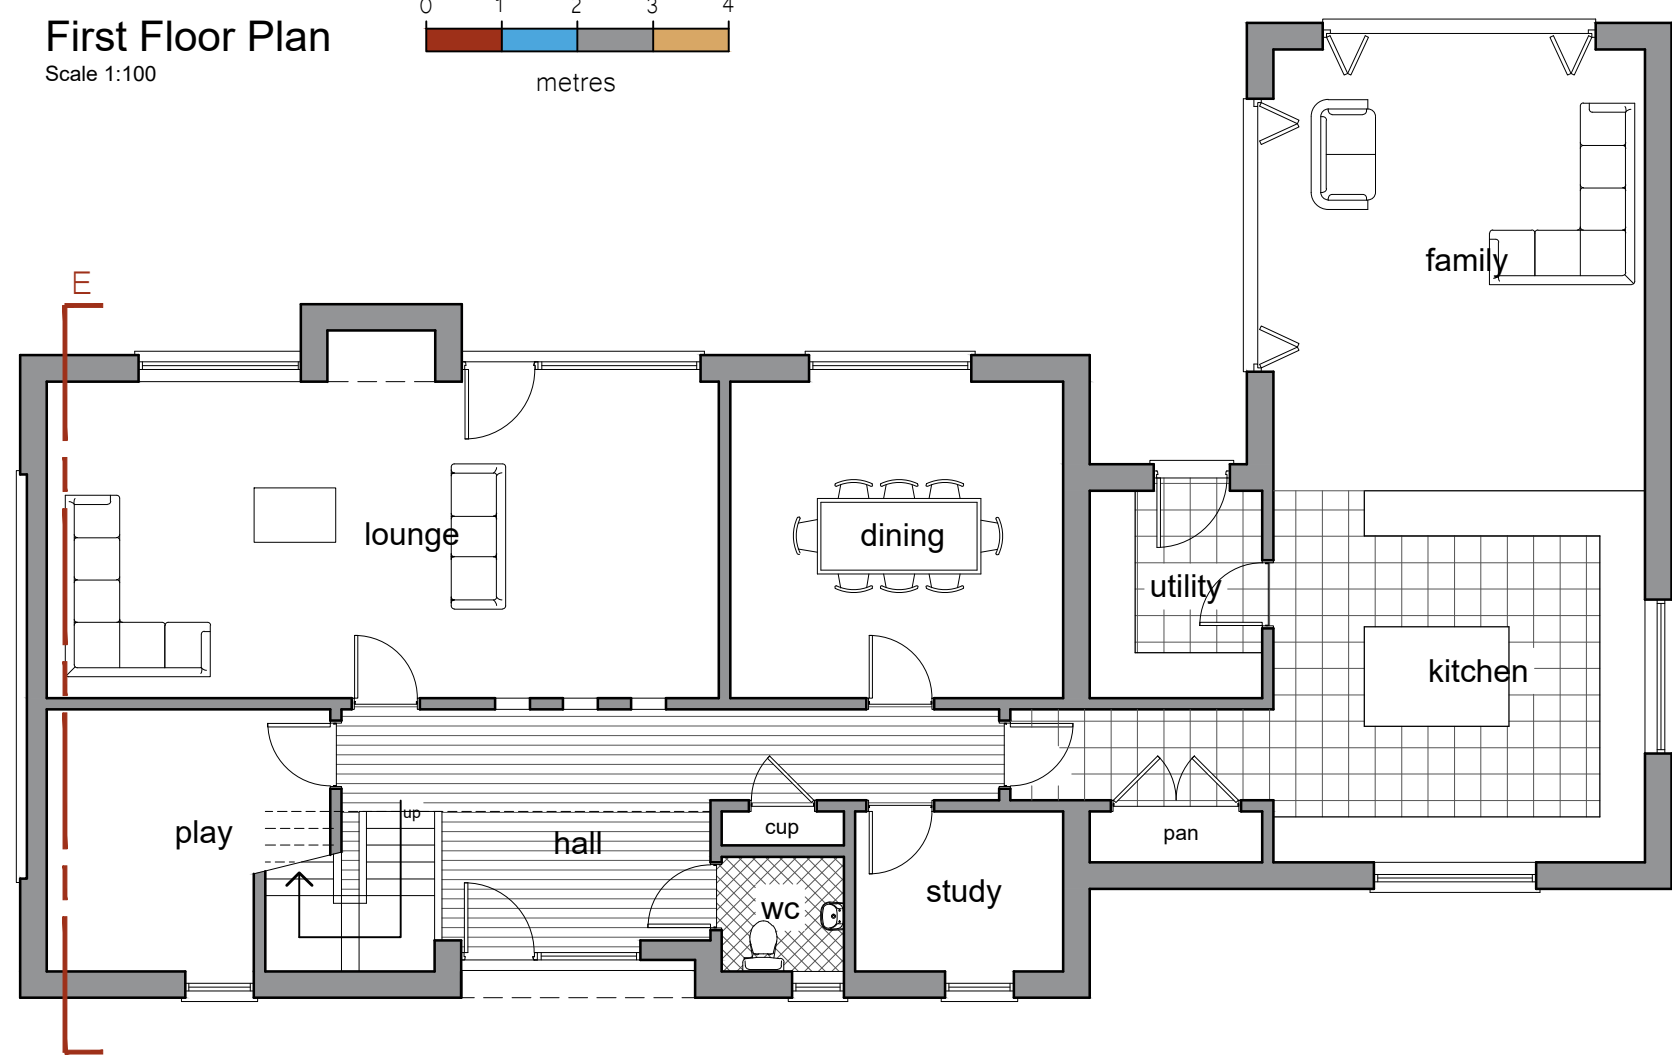 First Floor Plan
Scale 1:100
0 1 2 3 4
metres
E
family
lounge
dining
utility
kitchen
up
play
hall
cup
pan
study
wc